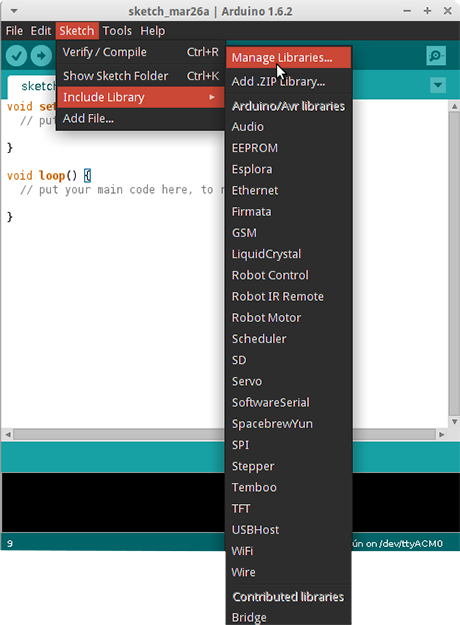 sketch_mar26a | Arduino 1.6.2
File Edit Sketch Tools Help
Verify / Compile Ctrl+R
Show Sketch Folder Ctrl+K
Include Library
Add File...
Manage Libraries...
Add .ZIP Library...
Arduino/Avr libraries
Audio
EEPROM
Esplora
Ethernet
Firmata
GSM
LiquidCrystal
Robot Control
Robot IR Remote
Robot Motor
Scheduler
SD
Servo
SoftwareSerial
SpacebrewYun
SPI
Stepper
Temboo
TFT
USBHost
WiFi
Wire
Contributed libraries
Bridge
sketch
void set
// put
}
void loop() {
// put your main code here, to r
}
9
ún on /dev/ttyACM0